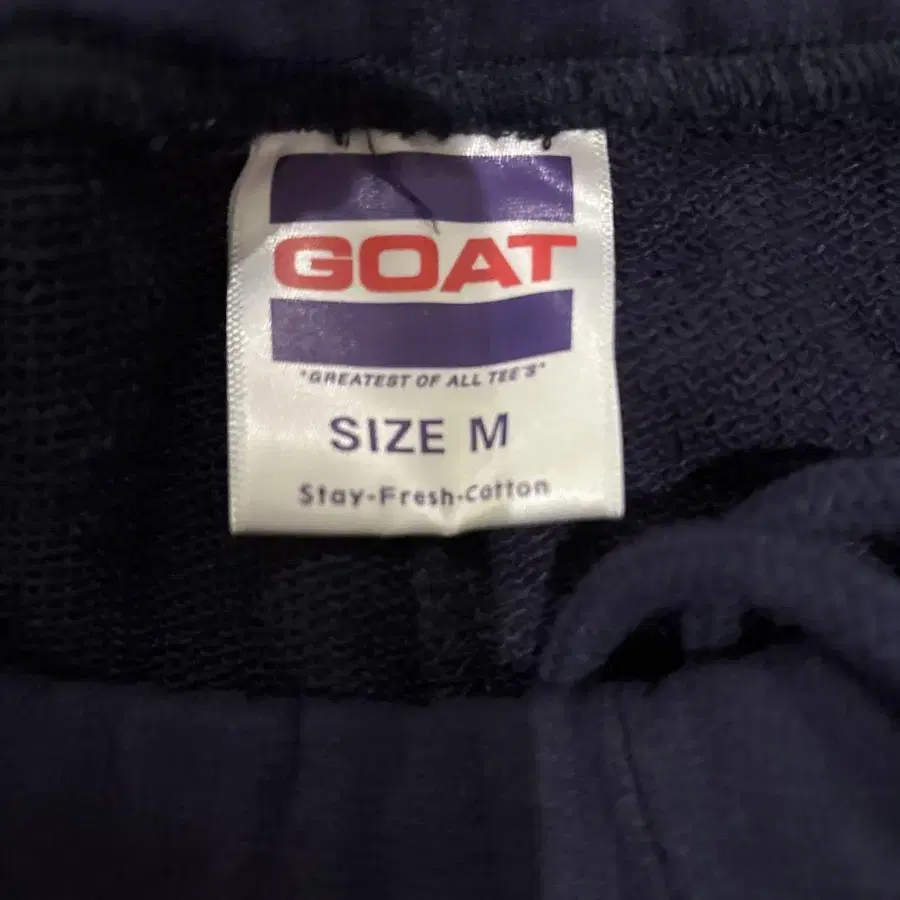 GOAT
"GREATEST OF ALL TEE'S"
SIZE M
Stay-Fresh-Cotton